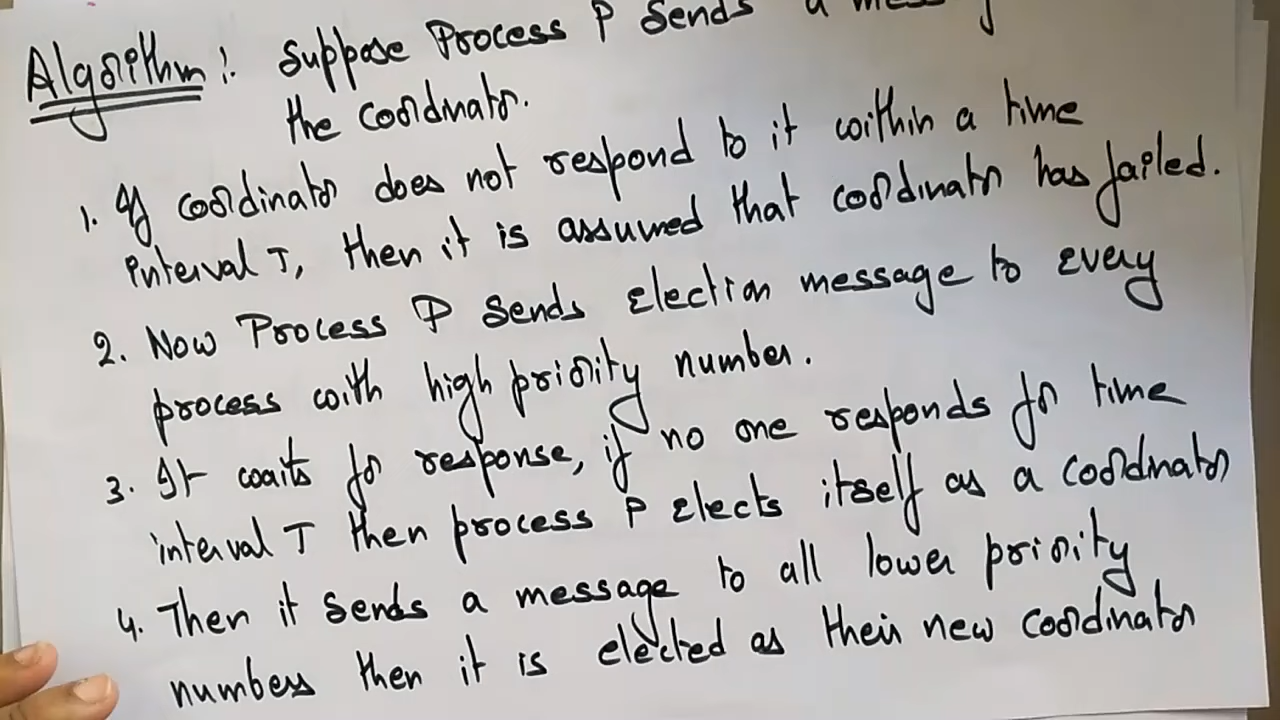 Algorithm :. Suppose Process P Sends a
the coordinator.
1. If coordinator does not respond to it within a time
interval T, then it is assumed that coordinator has failed.
2. Now Process P sends election message to every
process with high priority number.
3. It waits for response, if no one responds for time
interval T then process P elects itself as a coordinator
4. Then it sends a message to all lower priority
numbers then it is elected as their new coordinator